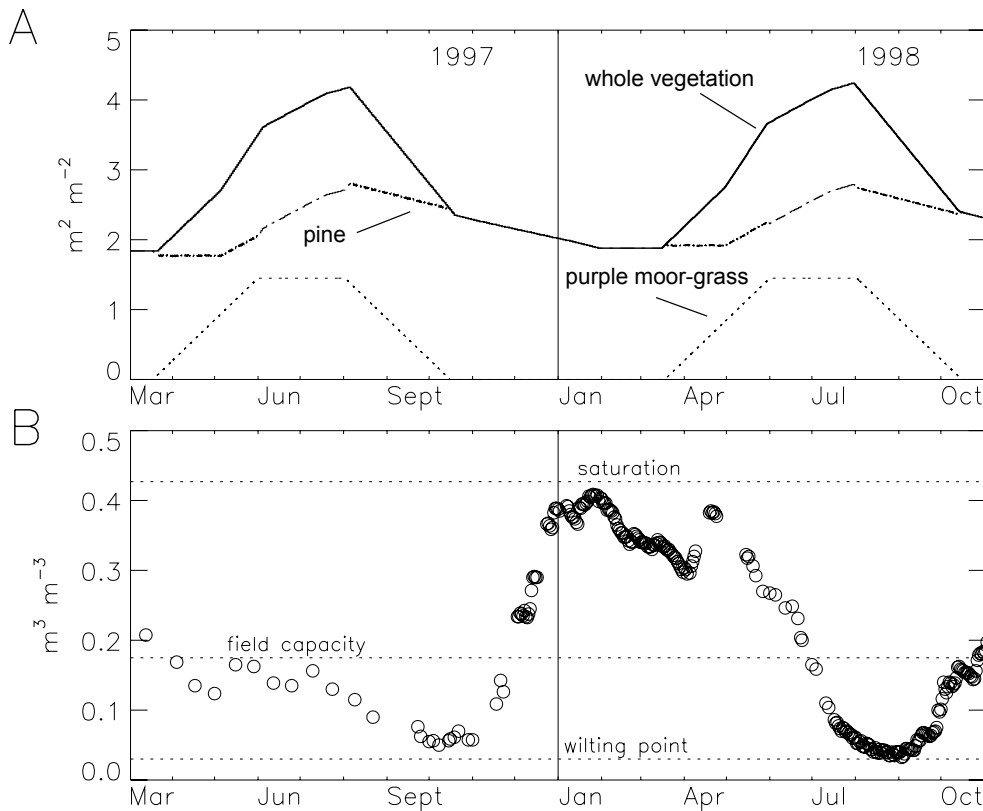 A
5
4
3
2
1
0
m² m⁻²
1997
1998
whole vegetation
pine
purple moor-grass
Mar Jun Sept Jan Apr Jul Oct
B
0.5
0.4
0.3
0.2
0.1
0.0
m³ m⁻³
saturation
field capacity
wilting point
Mar Jun Sept Jan Apr Jul Oct